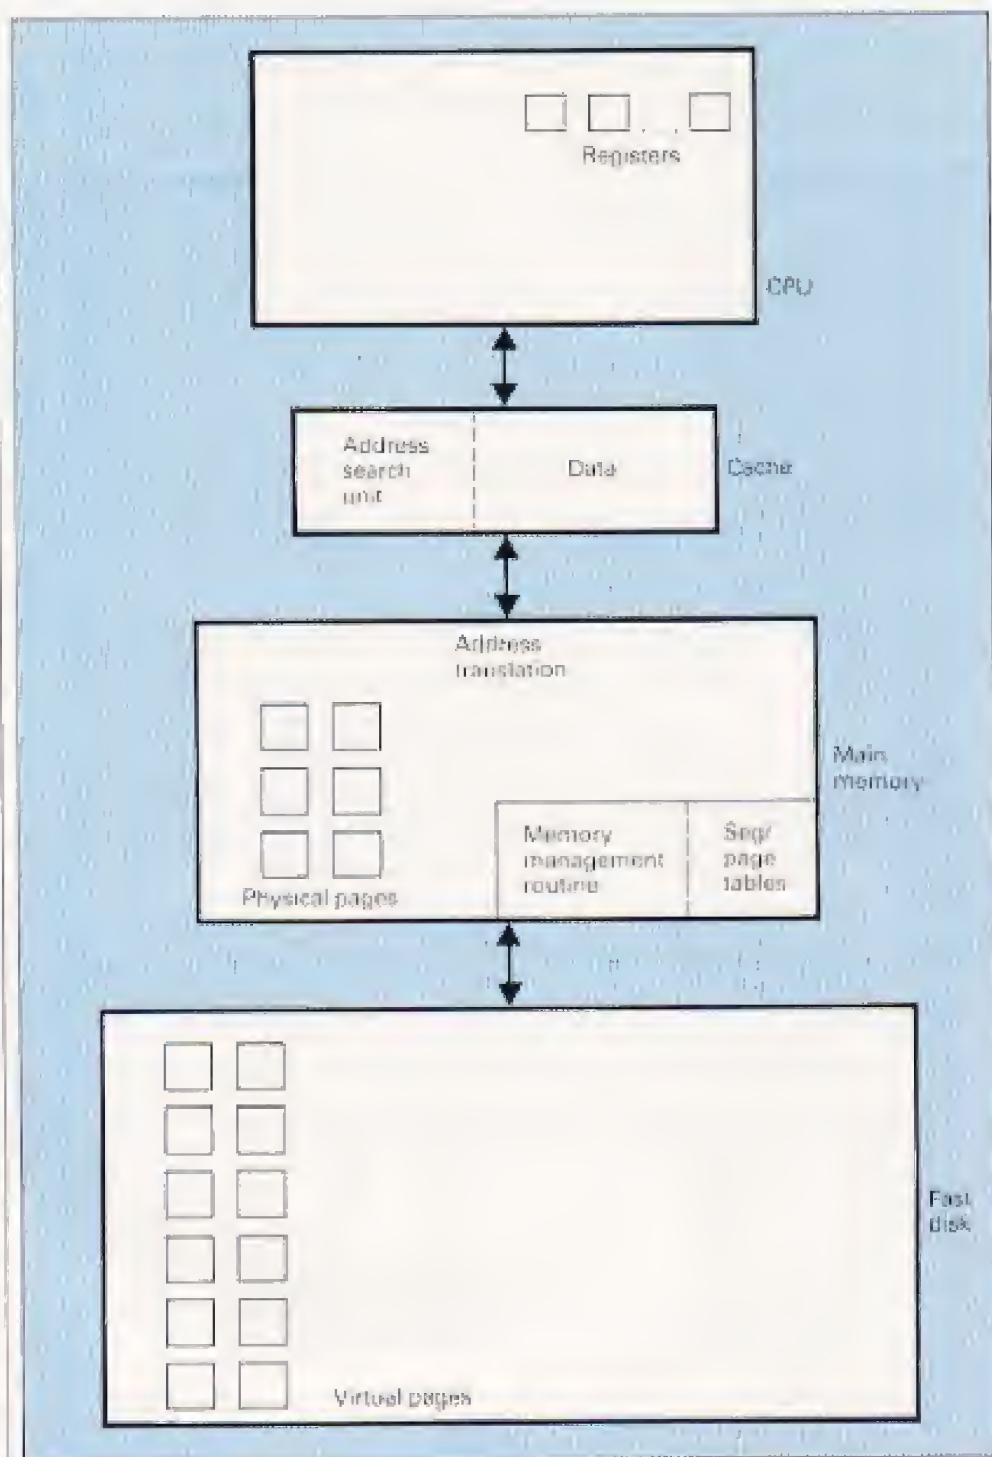 Registers
CPU
Address
search
unit
Data
Cache
Address
translation
Main
memory
Physical pages
Memory
management
routine
Seg/
page
tables
Fast
disk
Virtual pages